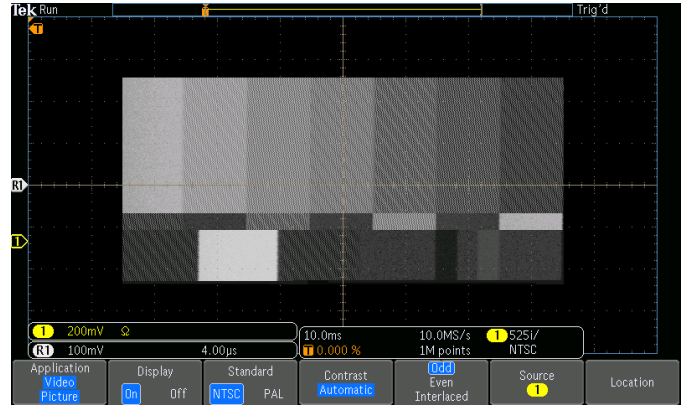 Tek Run Trig'd
T
T
R1
1
1 200mV Ω
R1 100mV 4.00µs
10.0ms 10.0MS/s 1 525i/
T 0.000 % 1M points NTSC
Application
Video
Picture
Display
On Off
Standard
NTSC PAL
Contrast
Automatic
Odd
Even
Interlaced
Source
1
Location